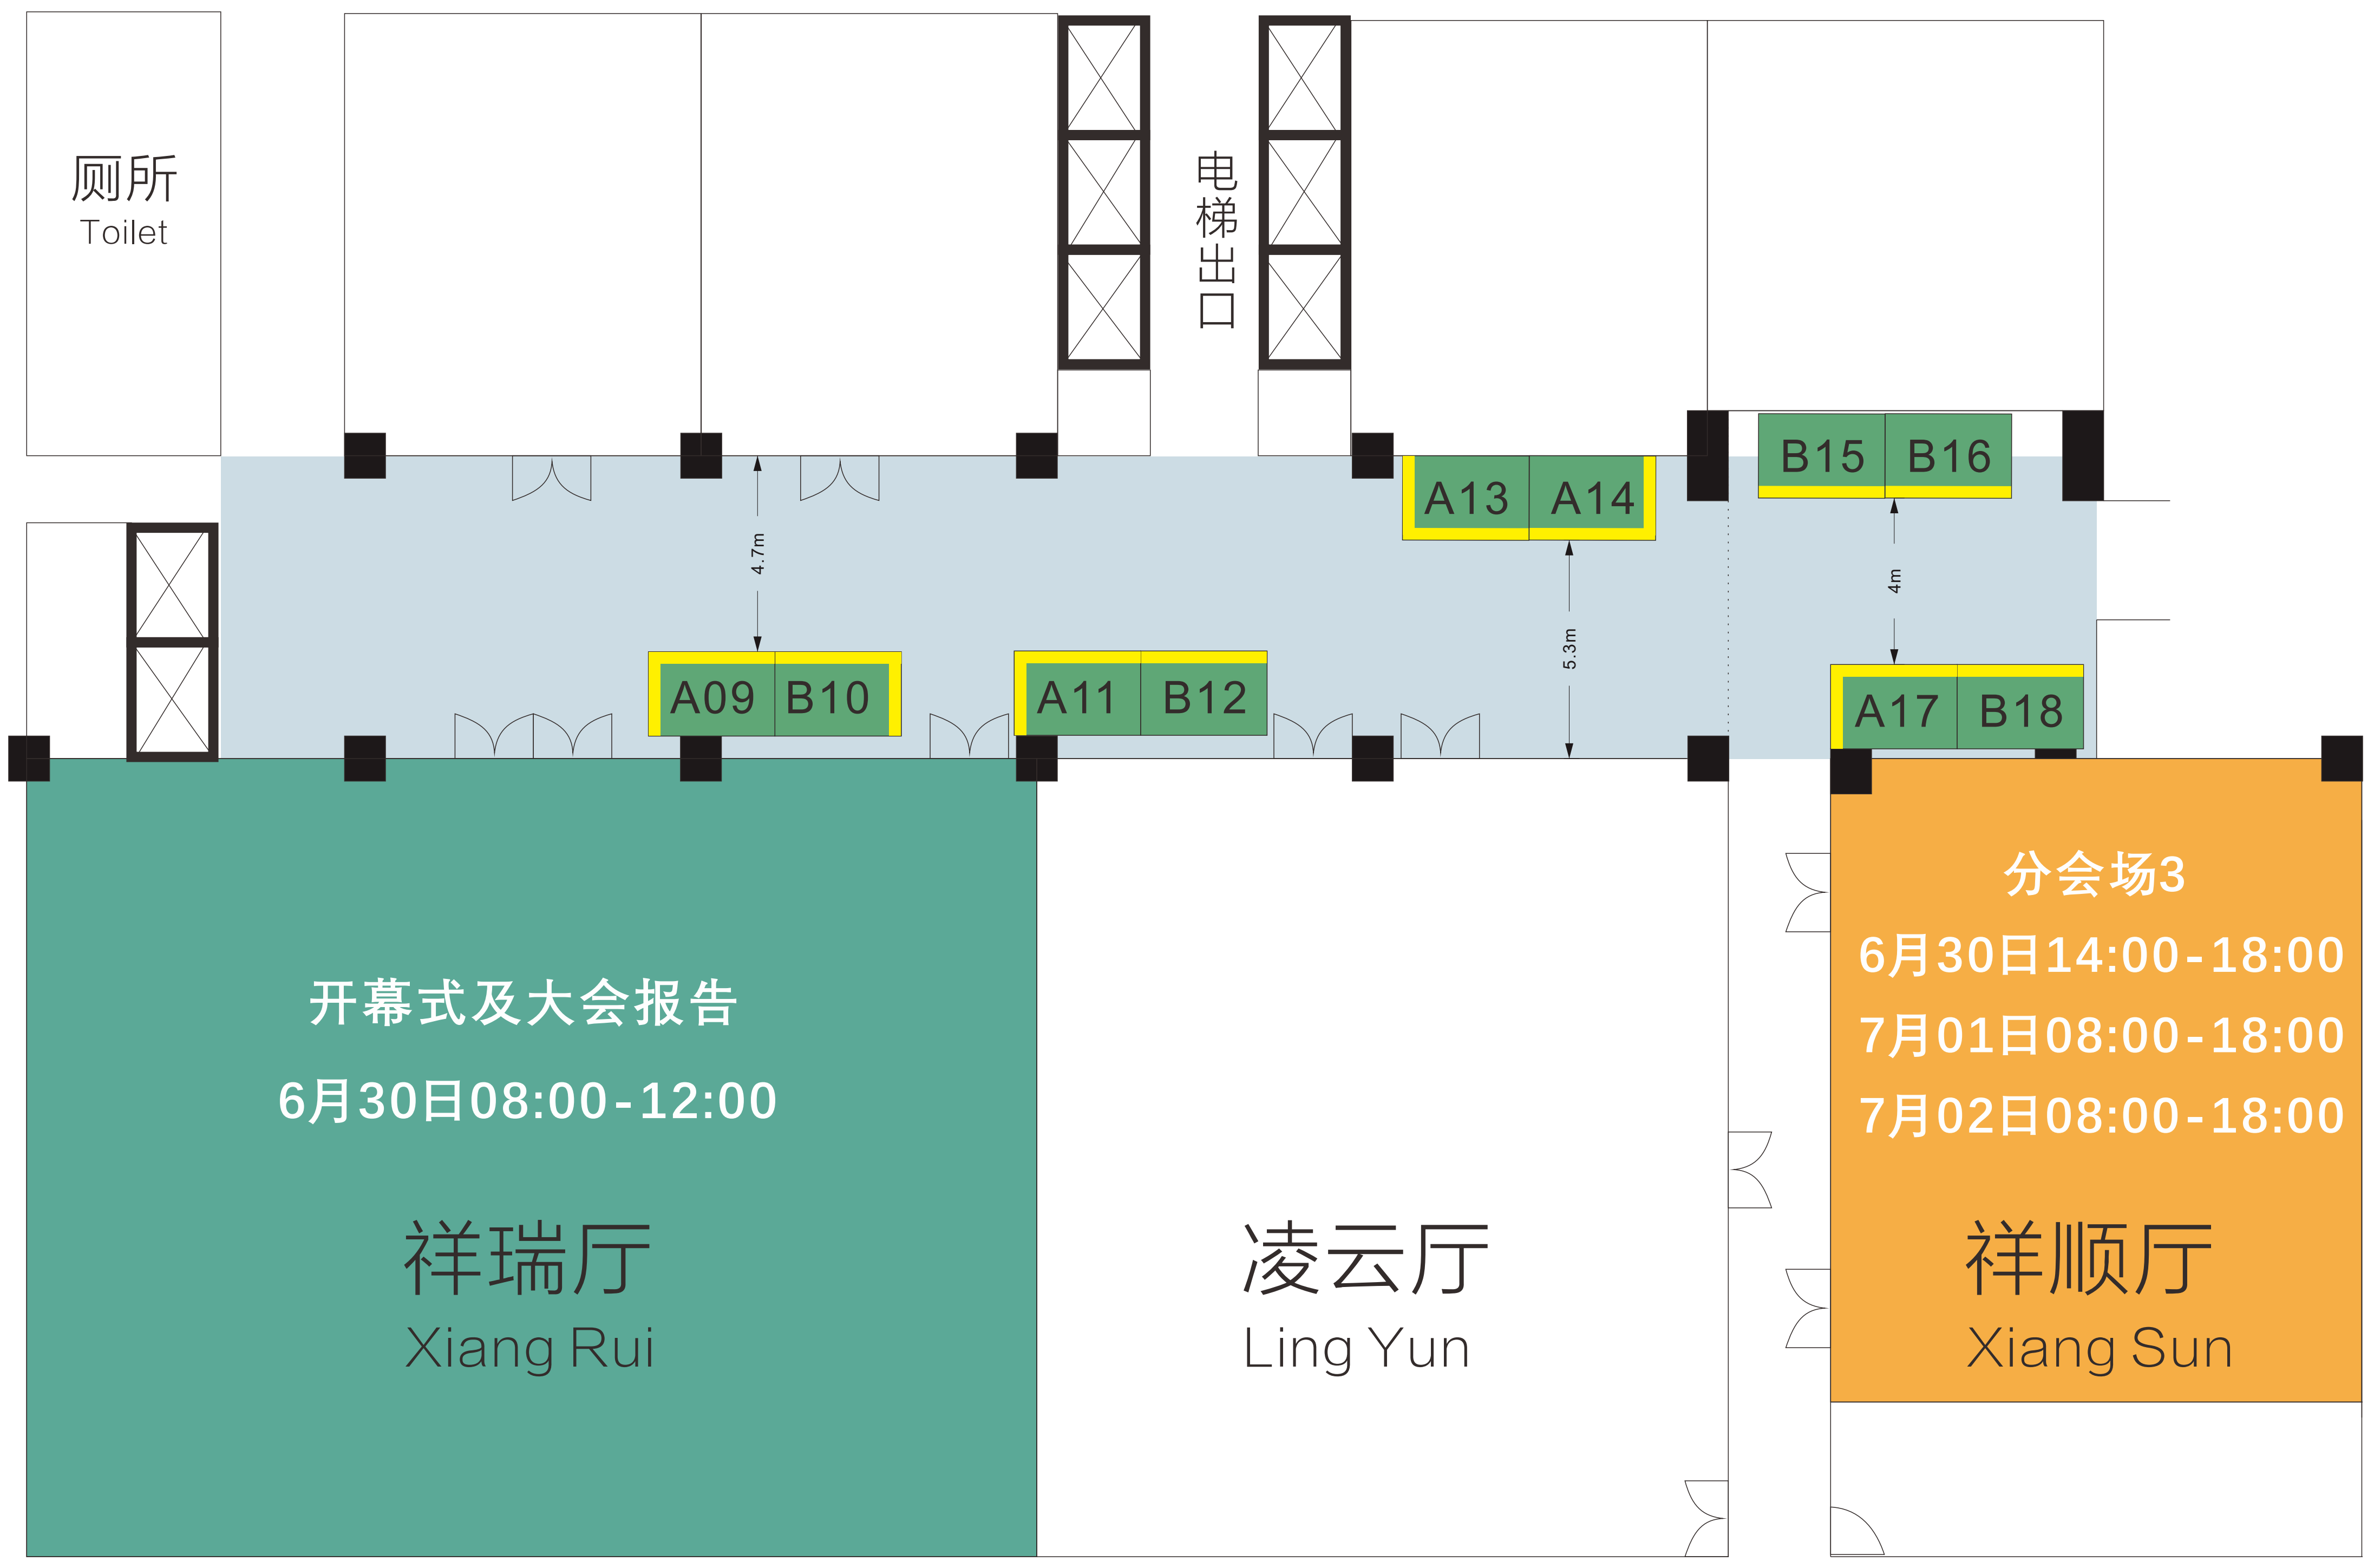 厕所
Toilet
电梯出口
B15
B16
A13
A14
4.7m
4m
5.3m
A09
B10
A11
B12
A17
B18
开幕式及大会报告
6月30日08:00-12:00
祥瑞厅
Xiang Rui
凌云厅
Ling Yun
分会场3
6月30日14:00-18:00
7月01日08:00-18:00
7月02日08:00-18:00
祥顺厅
Xiang Sun